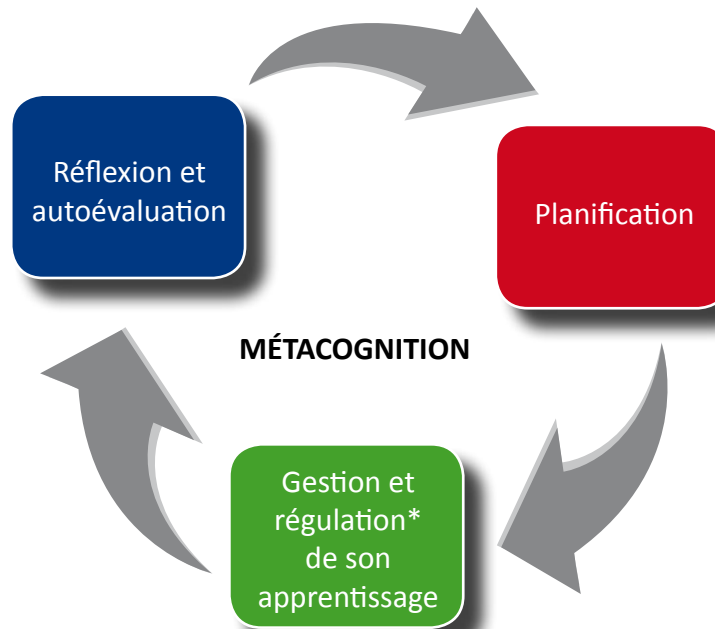 Réflexion et
autoévaluation
Planification
MÉTACOGNITION
Gestion et
régulation*
de son
apprentissage